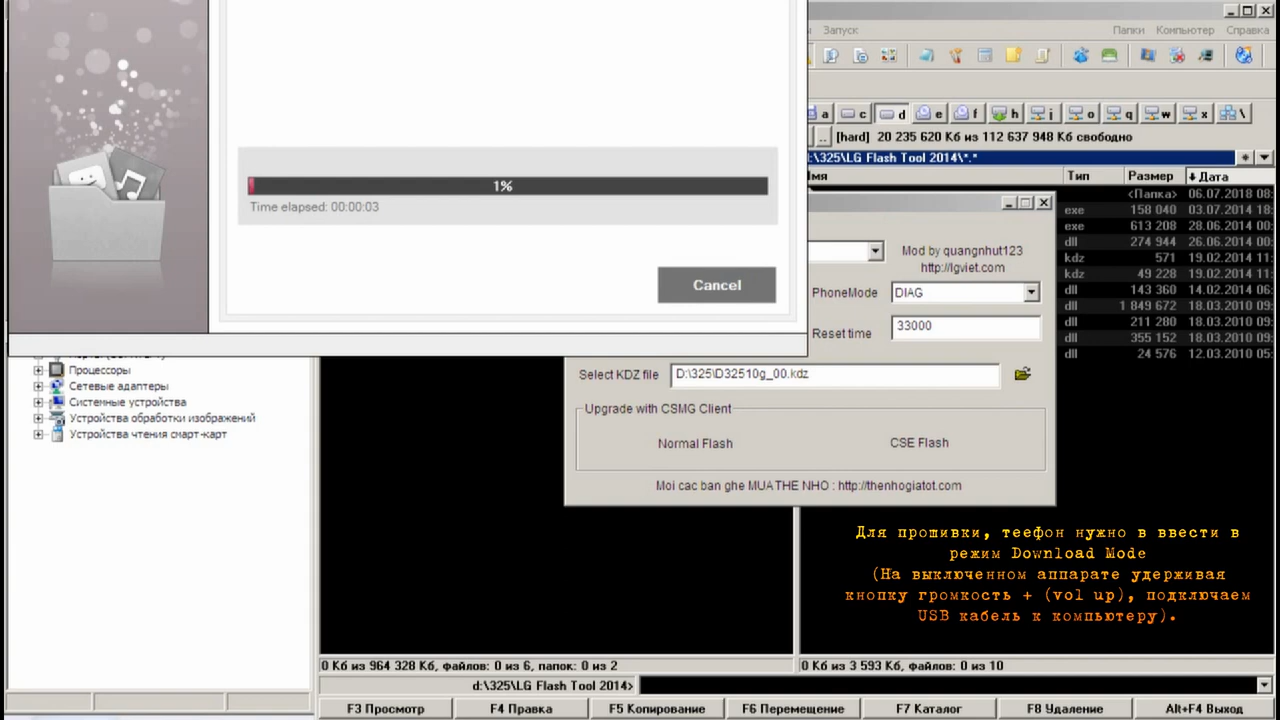 1%
Time elapsed: 00:00:03
Cancel
Запуск
Папки Компьютер Справка
a c d e f h j o q w x \
.. [hard] 20 235 620 Кб из 112 637 948 Кб свободно
:\325\LG Flash Tool 2014\*.*
* 
Тип Размер Дата
<Папка> 06.07.2018 08:
exe 158 040 03.07.2014 18:
exe 613 208 28.06.2014 00:
dll 274 944 26.06.2014 00:
kdz 571 19.02.2014 11:
kdz 49 228 19.02.2014 11:
dll 143 360 14.02.2014 06:
dll 1 849 672 18.03.2010 09:
dll 211 280 18.03.2010 09:
dll 355 152 18.03.2010 09:
dll 24 576 12.03.2010 05:
Mod by quangnhut123
http://lgviet.com
PhoneMode DIAG
Reset time 33000
Select KDZ file D:\325\D32510g_00.kdz
Upgrade with CSMG Client
Normal Flash CSE Flash
Moi cac ban ghe MUA THE NHO : http://thenhogiatot.com
Процессоры
Сетевые адаптеры
Системные устройства
Устройства обработки изображений
Устройства чтения смарт-карт
Для прошивки, теефон нужно в ввести в
режим Download Mode
(На выключенном аппарате удерживая
кнопку громкость + (vol up), подключаем
USB кабель к компьютеру).
0 Кб из 964 328 Кб, файлов: 0 из 6, папок: 0 из 2
0 Кб из 3 593 Кб, файлов: 0 из 10
d:\325\LG Flash Tool 2014>
F3 Просмотр F4 Правка F5 Копирование F6 Перемещение F7 Каталог F8 Удаление Alt+F4 Выход